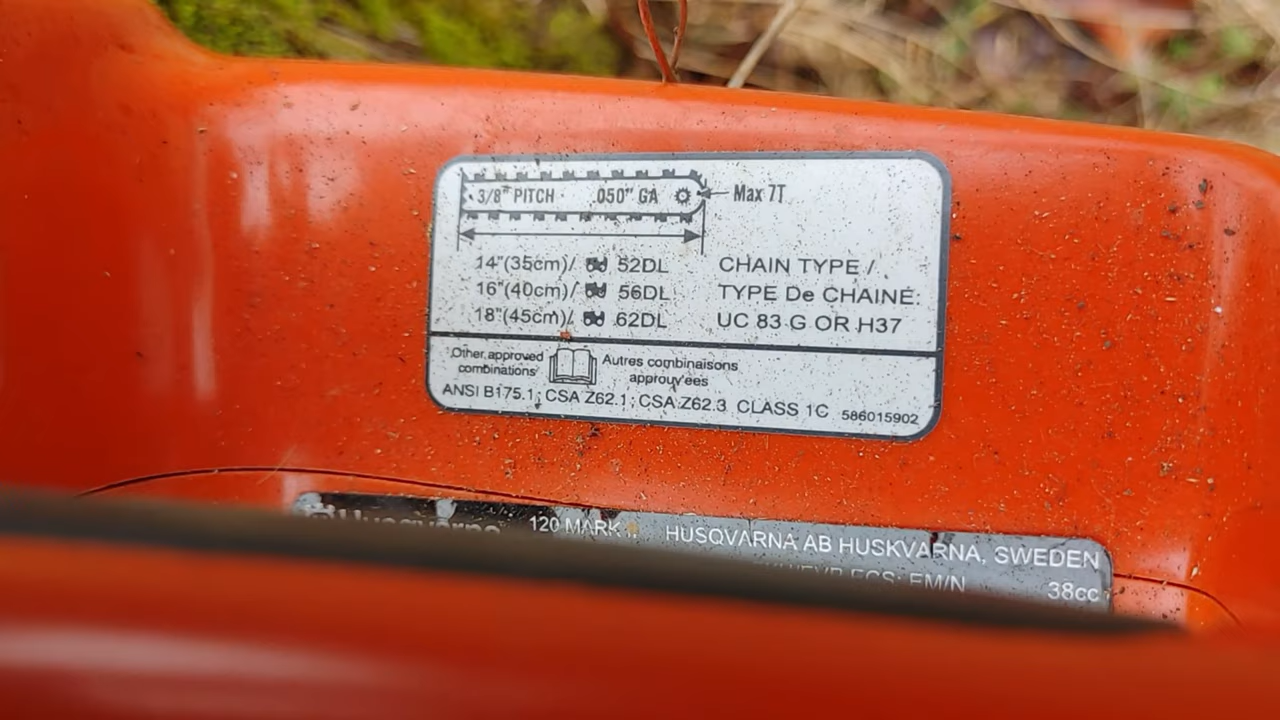 3/8" PITCH .050" GA Max 7T
14"(35cm)/ 52DL
16"(40cm)/ 56DL
18"(45cm)/ 62DL
CHAIN TYPE /
TYPE De CHAINE:
UC 83 G OR H37
Other approved
combinations
Autres combinaisons
approuvées
ANSI B175.1; CSA Z62.1; CSA Z62.3 CLASS 1C 586015902
Husqvarna 120 MARK HUSQVARNA AB HUSKVARNA, SWEDEN
ECS: EM/N 38cc